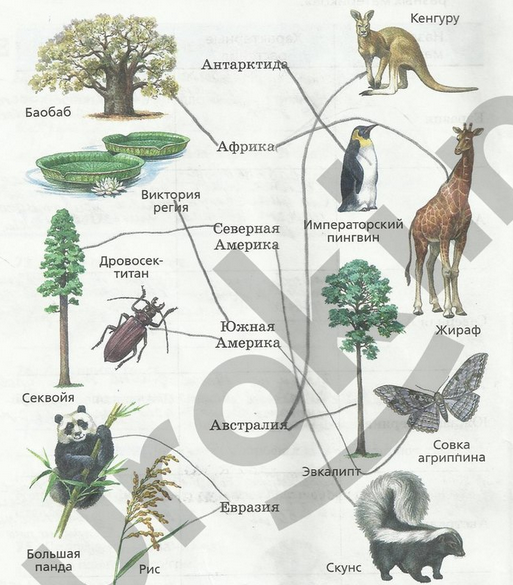 Кенгуру
Антарктида
Баобаб
Африка
Виктория
регия
Императорский
пингвин
Северная
Америка
Дровосек-
титан
Жираф
Южная
Америка
Секвойя
Австралия
Совка
агриппина
Эвкалипт
Евразия
Большая
панда
Рис
Скунс